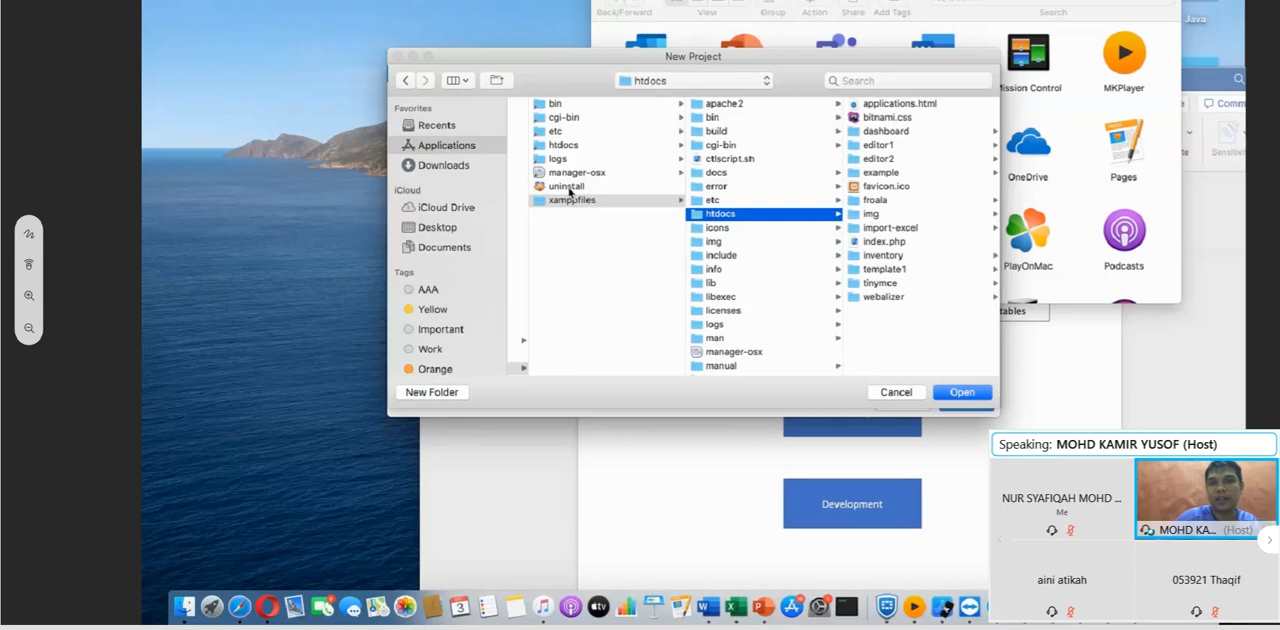 Back/Forward
View
Group
Action
Share
Add Tags
Search
Java
New Project
htdocs
Search
Favorites
Recents
Applications
Downloads
iCloud
iCloud Drive
Desktop
Documents
Tags
AAA
Yellow
Important
Work
Orange
bin
cgi-bin
etc
htdocs
logs
manager-osx
uninstall
xamppfiles
apache2
bin
build
cgi-bin
ctlscript.sh
docs
error
etc
htdocs
icons
img
include
info
lib
libexec
licenses
logs
man
manager-osx
manual
applications.html
bitnami.css
dashboard
editor1
editor2
example
favicon.ico
froala
img
import-excel
index.php
inventory
template1
tinymce
webalizer
New Folder
Cancel
Open
ission Control
MKPlayer
OneDrive
Pages
PlayOnMac
Podcasts
Comm
Sensitivi
tables
Development
Speaking: MOHD KAMIR YUSOF (Host)
NUR SYAFIQAH MOHD ...
Me
MOHD KA... (Host)
aini atikah
053921 Thaqif
3
tv